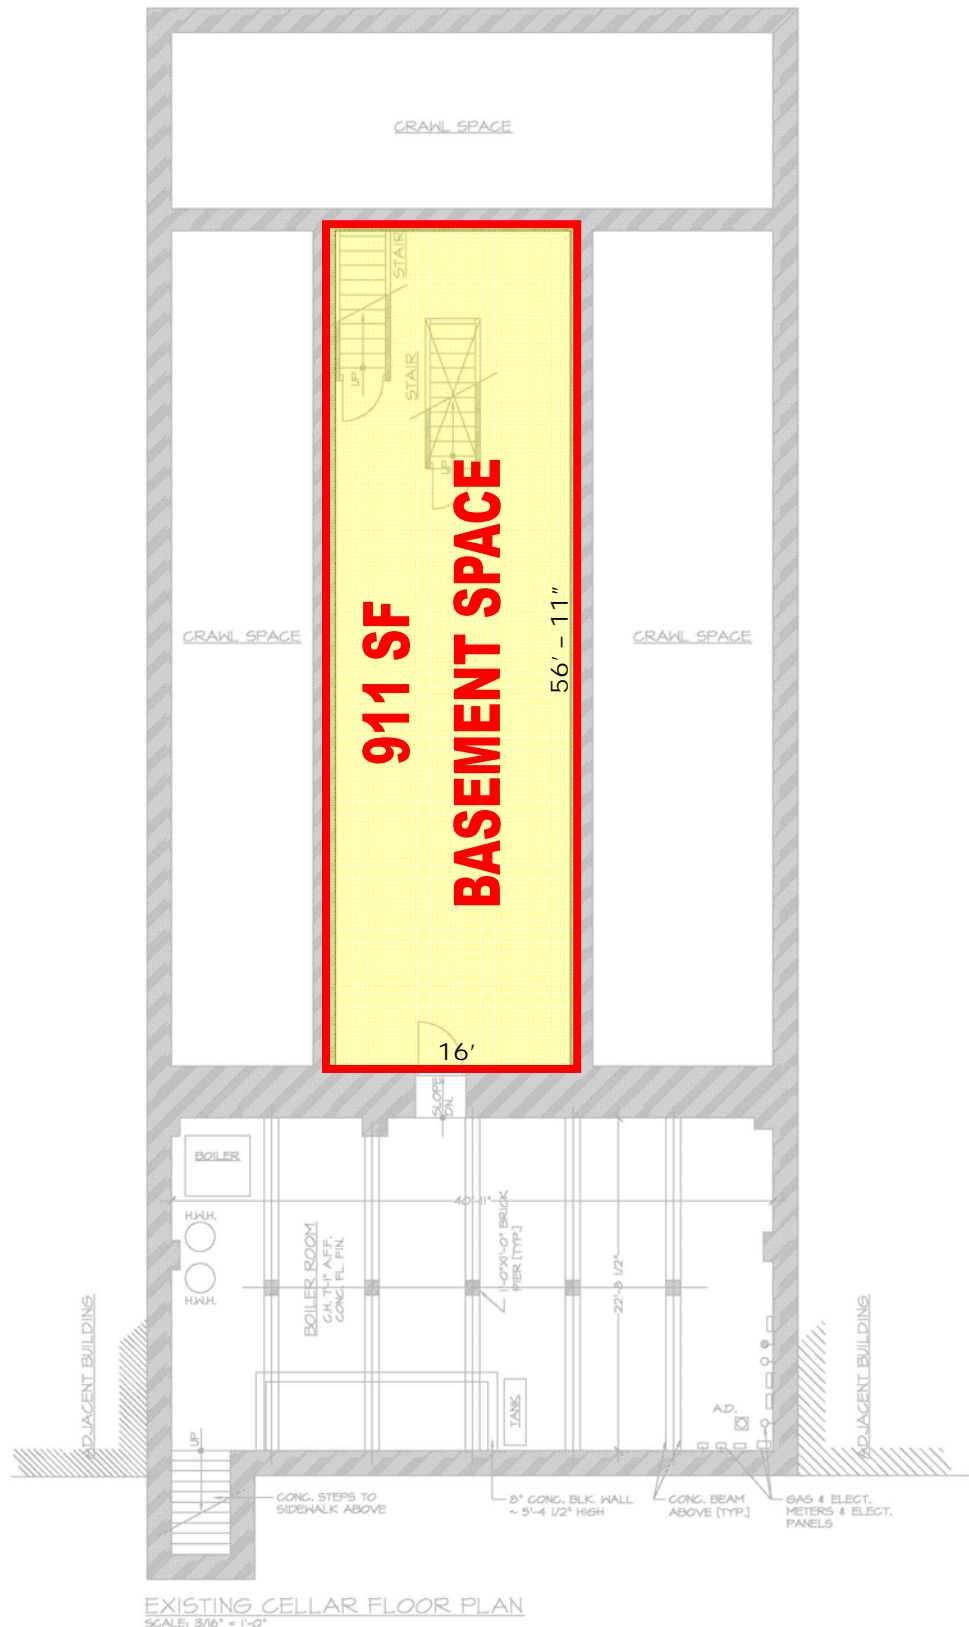 CRAWL SPACE
STAIR
UP
STAIR
UP
CRAWL SPACE
CRAWL SPACE
911 SF
BASEMENT SPACE
56' – 11"
16'
SLOPE
DN.
BOILER
40'-11"
H.W.H.
H.W.H.
BOILER ROOM
C.H. 7'-1" A.F.F.
CONC. FL. FIN.
1'-0"X1'-0" BRICK
PIER [TYP.]
22'-8 1/2"
ADJACENT BUILDING
ADJACENT BUILDING
TANK
A.D.
UP
CONC. STEPS TO
SIDEWALK ABOVE
8" CONC. BLK. WALL
~ 5'-4 1/2" HIGH
CONC. BEAM
ABOVE [TYP.]
GAS & ELECT.
METERS & ELECT.
PANELS
EXISTING CELLAR FLOOR PLAN
SCALE: 3/16" = 1'-0"